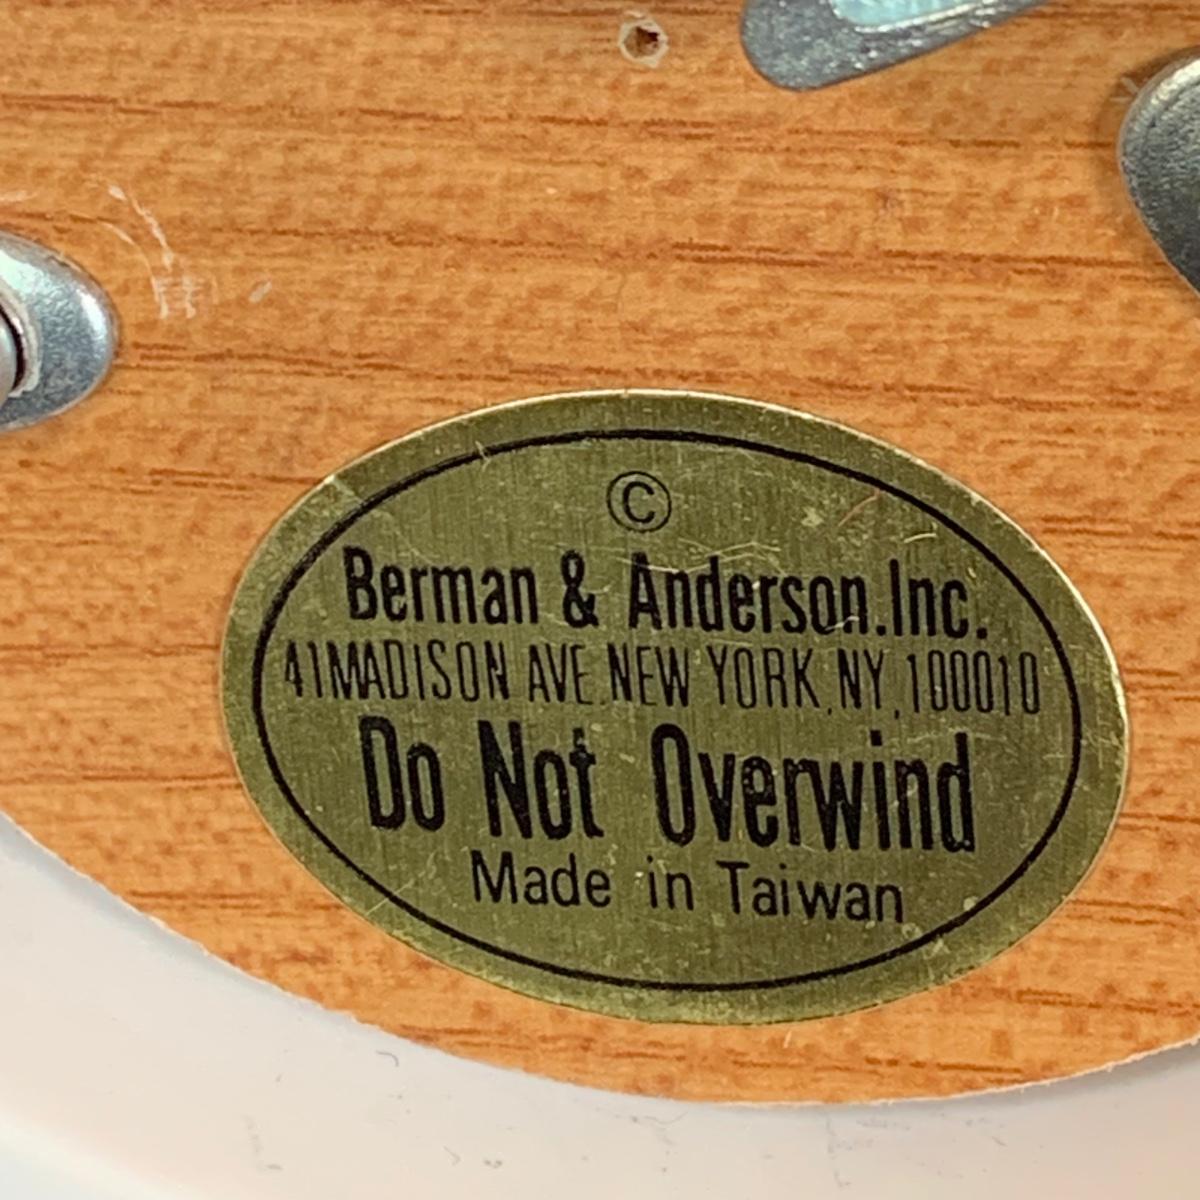 ©
Berman & Anderson.Inc.
41MADISON AVE.NEW YORK,NY,100010
Do Not Overwind
Made in Taiwan